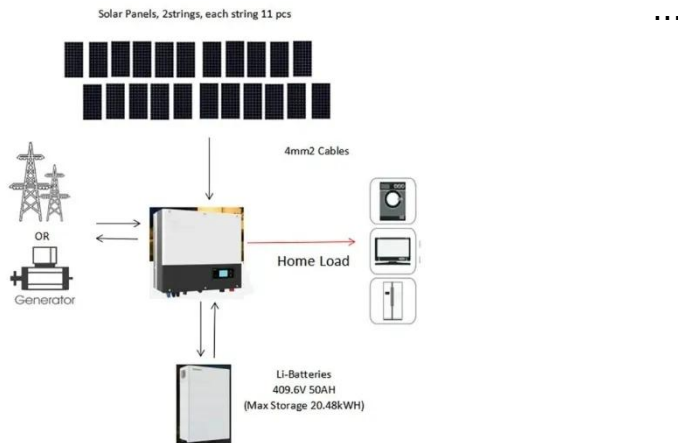 Solar Panels, 2strings, each string 11 pcs
...
4mm2 Cables
OR
Home Load
Generator
Li-Batteries
409.6V 50AH
(Max Storage 20.48kWH)